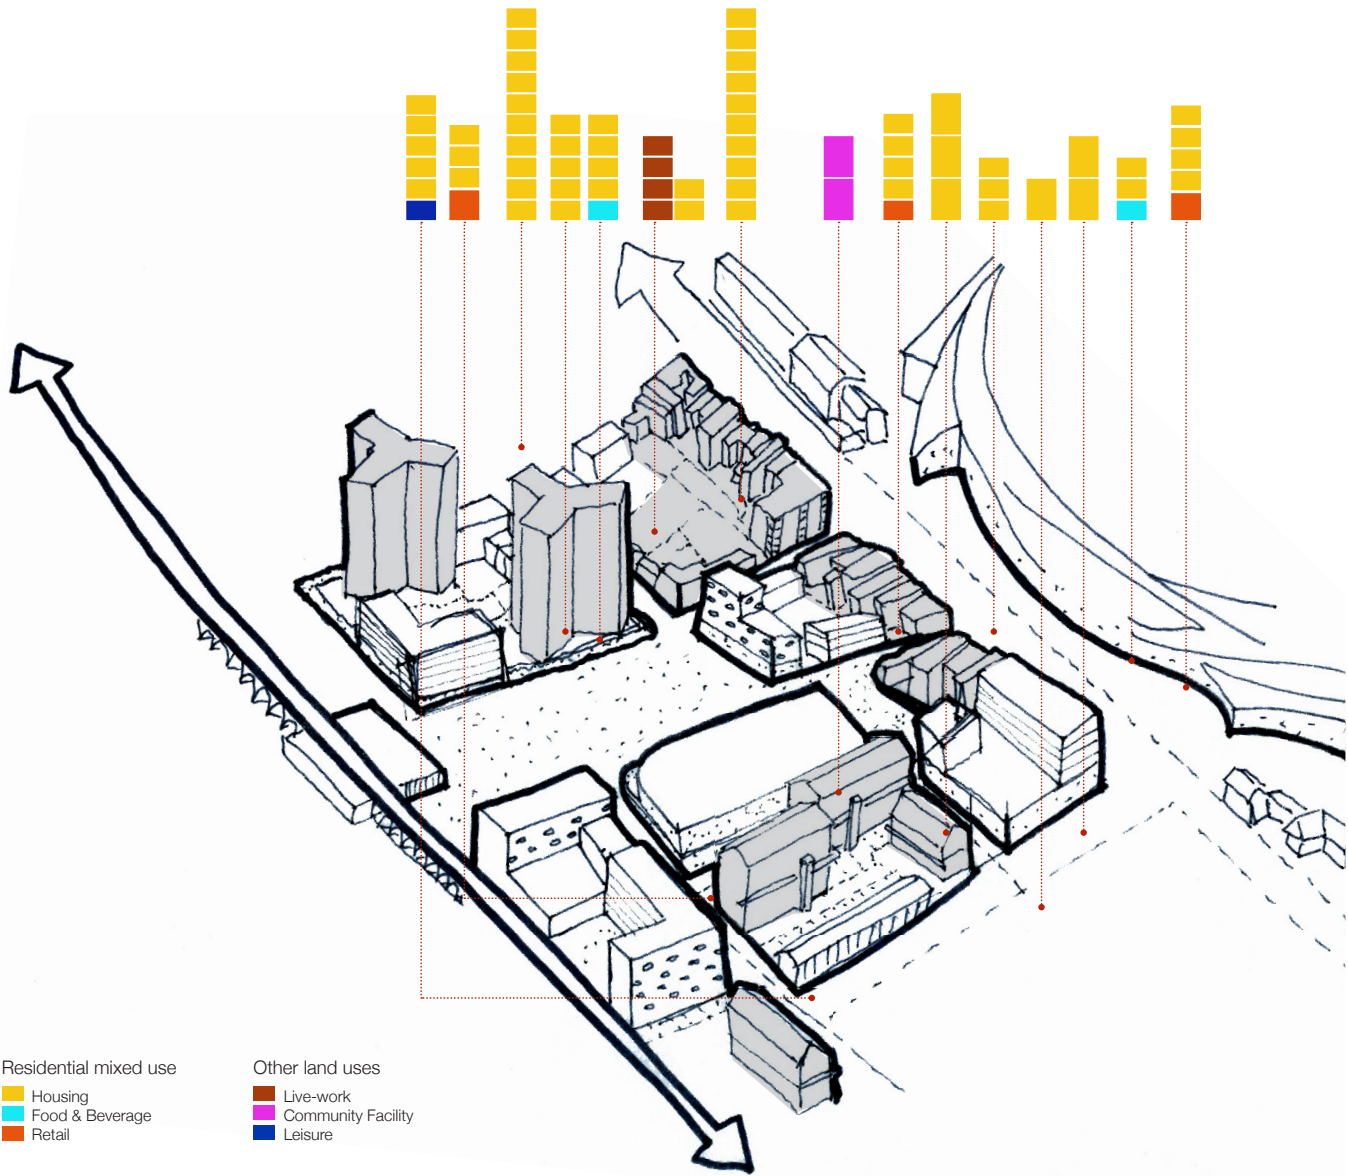 Residential mixed use
Housing
Food & Beverage
Retail
Other land uses
Live-work
Community Facility
Leisure